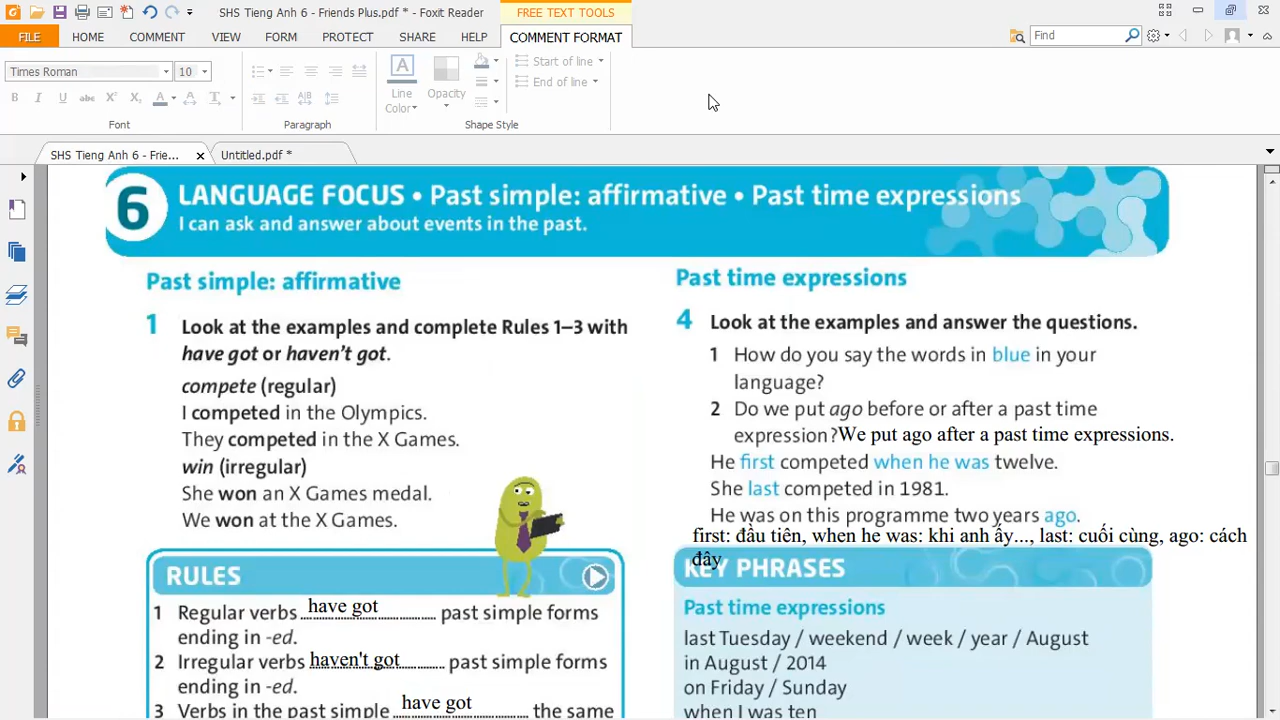 SHS Tieng Anh 6 - Friends Plus.pdf * - Foxit Reader
FREE TEXT TOOLS
FILE HOME COMMENT VIEW FORM PROTECT SHARE HELP COMMENT FORMAT
Find
Times Roman 10
Line Color
Opacity
Start of line
End of line
Font Paragraph Shape Style
SHS Tieng Anh 6 - Frie... x Untitled.pdf *
6 LANGUAGE FOCUS • Past simple: affirmative • Past time expressions
I can ask and answer about events in the past.
Past simple: affirmative
1 Look at the examples and complete Rules 1–3 with
have got or haven't got.
compete (regular)
I competed in the Olympics.
They competed in the X Games.
win (irregular)
She won an X Games medal.
We won at the X Games.
RULES
1 Regular verbs have got past simple forms
ending in -ed.
2 Irregular verbs haven't got past simple forms
ending in -ed.
3 Verbs in the past simple have got the same
Past time expressions
4 Look at the examples and answer the questions.
1 How do you say the words in blue in your
language?
2 Do we put ago before or after a past time
expression? We put ago after a past time expressions.
He first competed when he was twelve.
She last competed in 1981.
He was on this programme two years ago.
first: đầu tiên, when he was: khi anh ấy..., last: cuối cùng, ago: cach
đây
KEY PHRASES
Past time expressions
last Tuesday / weekend / week / year / August
in August / 2014
on Friday / Sunday
when I was ten